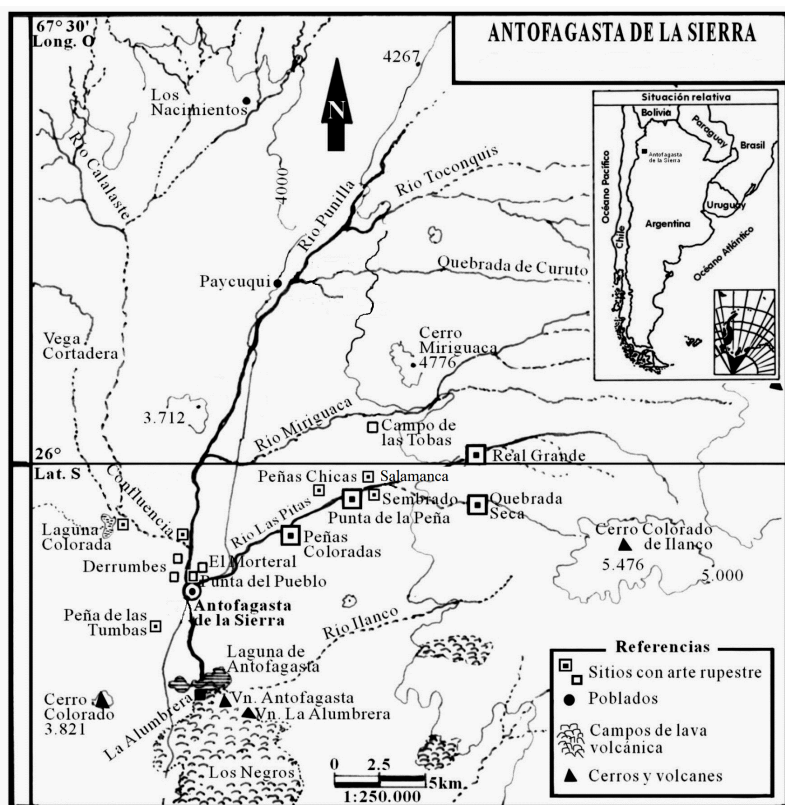 67° 30'
Long. O
ANTOFAGASTA DE LA SIERRA
4267
Los
Nacimientos
N
Situación relativa
Bolivia
Paraguay
Brasil
Antofagasta
de la Sierra
Océano Pacífico
Uruguay
Argentina
Chile
Océano Atlántico
Río Calalaste
4000
Río Punilla
Río Toconquis
Paycuqui
Quebrada de Curuto
Vega
Cortadera
Cerro
Miriguaca
4776
3.712
Río Miriguaca
Campo de
las Tobas
26°
Lat. S
Real Grande
Confluencia
Peñas Chicas
Salamanca
Río Las Pitas
Sembrado
Punta de la Peña
Quebrada
Seca
Laguna
Colorada
Peñas
Coloradas
Cerro Colorado
de Ilanco
5.476
5.000
Derrumbes
El Morteral
Punta del Pueblo
Antofagasta
de la Sierra
Peña de las
Tumbas
Río Ilanco
Laguna de
Antofagasta
Cerro
Colorado
3.821
La Alumbrera
Vn. Antofagasta
Vn. La Alumbrera
Los Negros
0 2.5
5km
1:250.000
Referencias
Sitios con arte rupestre
Poblados
Campos de lava
volcánica
Cerros y volcanes